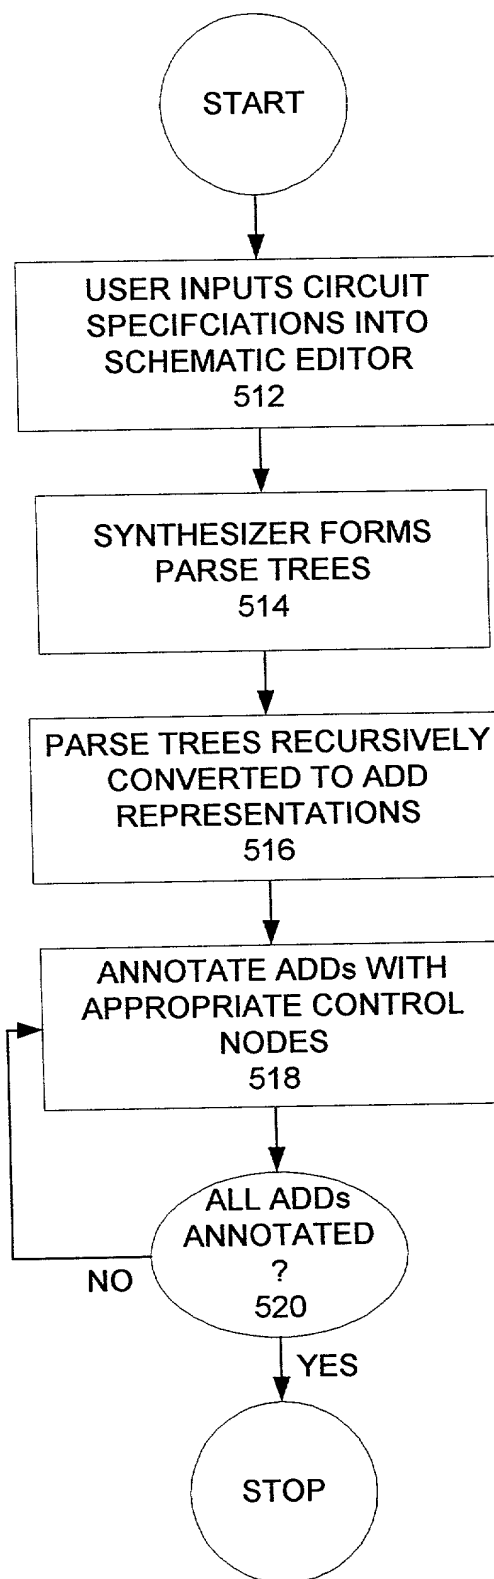 START
USER INPUTS CIRCUIT
SPECIFCIATIONS INTO
SCHEMATIC EDITOR
512
SYNTHESIZER FORMS
PARSE TREES
514
PARSE TREES RECURSIVELY
CONVERTED TO ADD
REPRESENTATIONS
516
ANNOTATE ADDs WITH
APPROPRIATE CONTROL
NODES
518
ALL ADDs
ANNOTATED
?
520
NO
YES
STOP